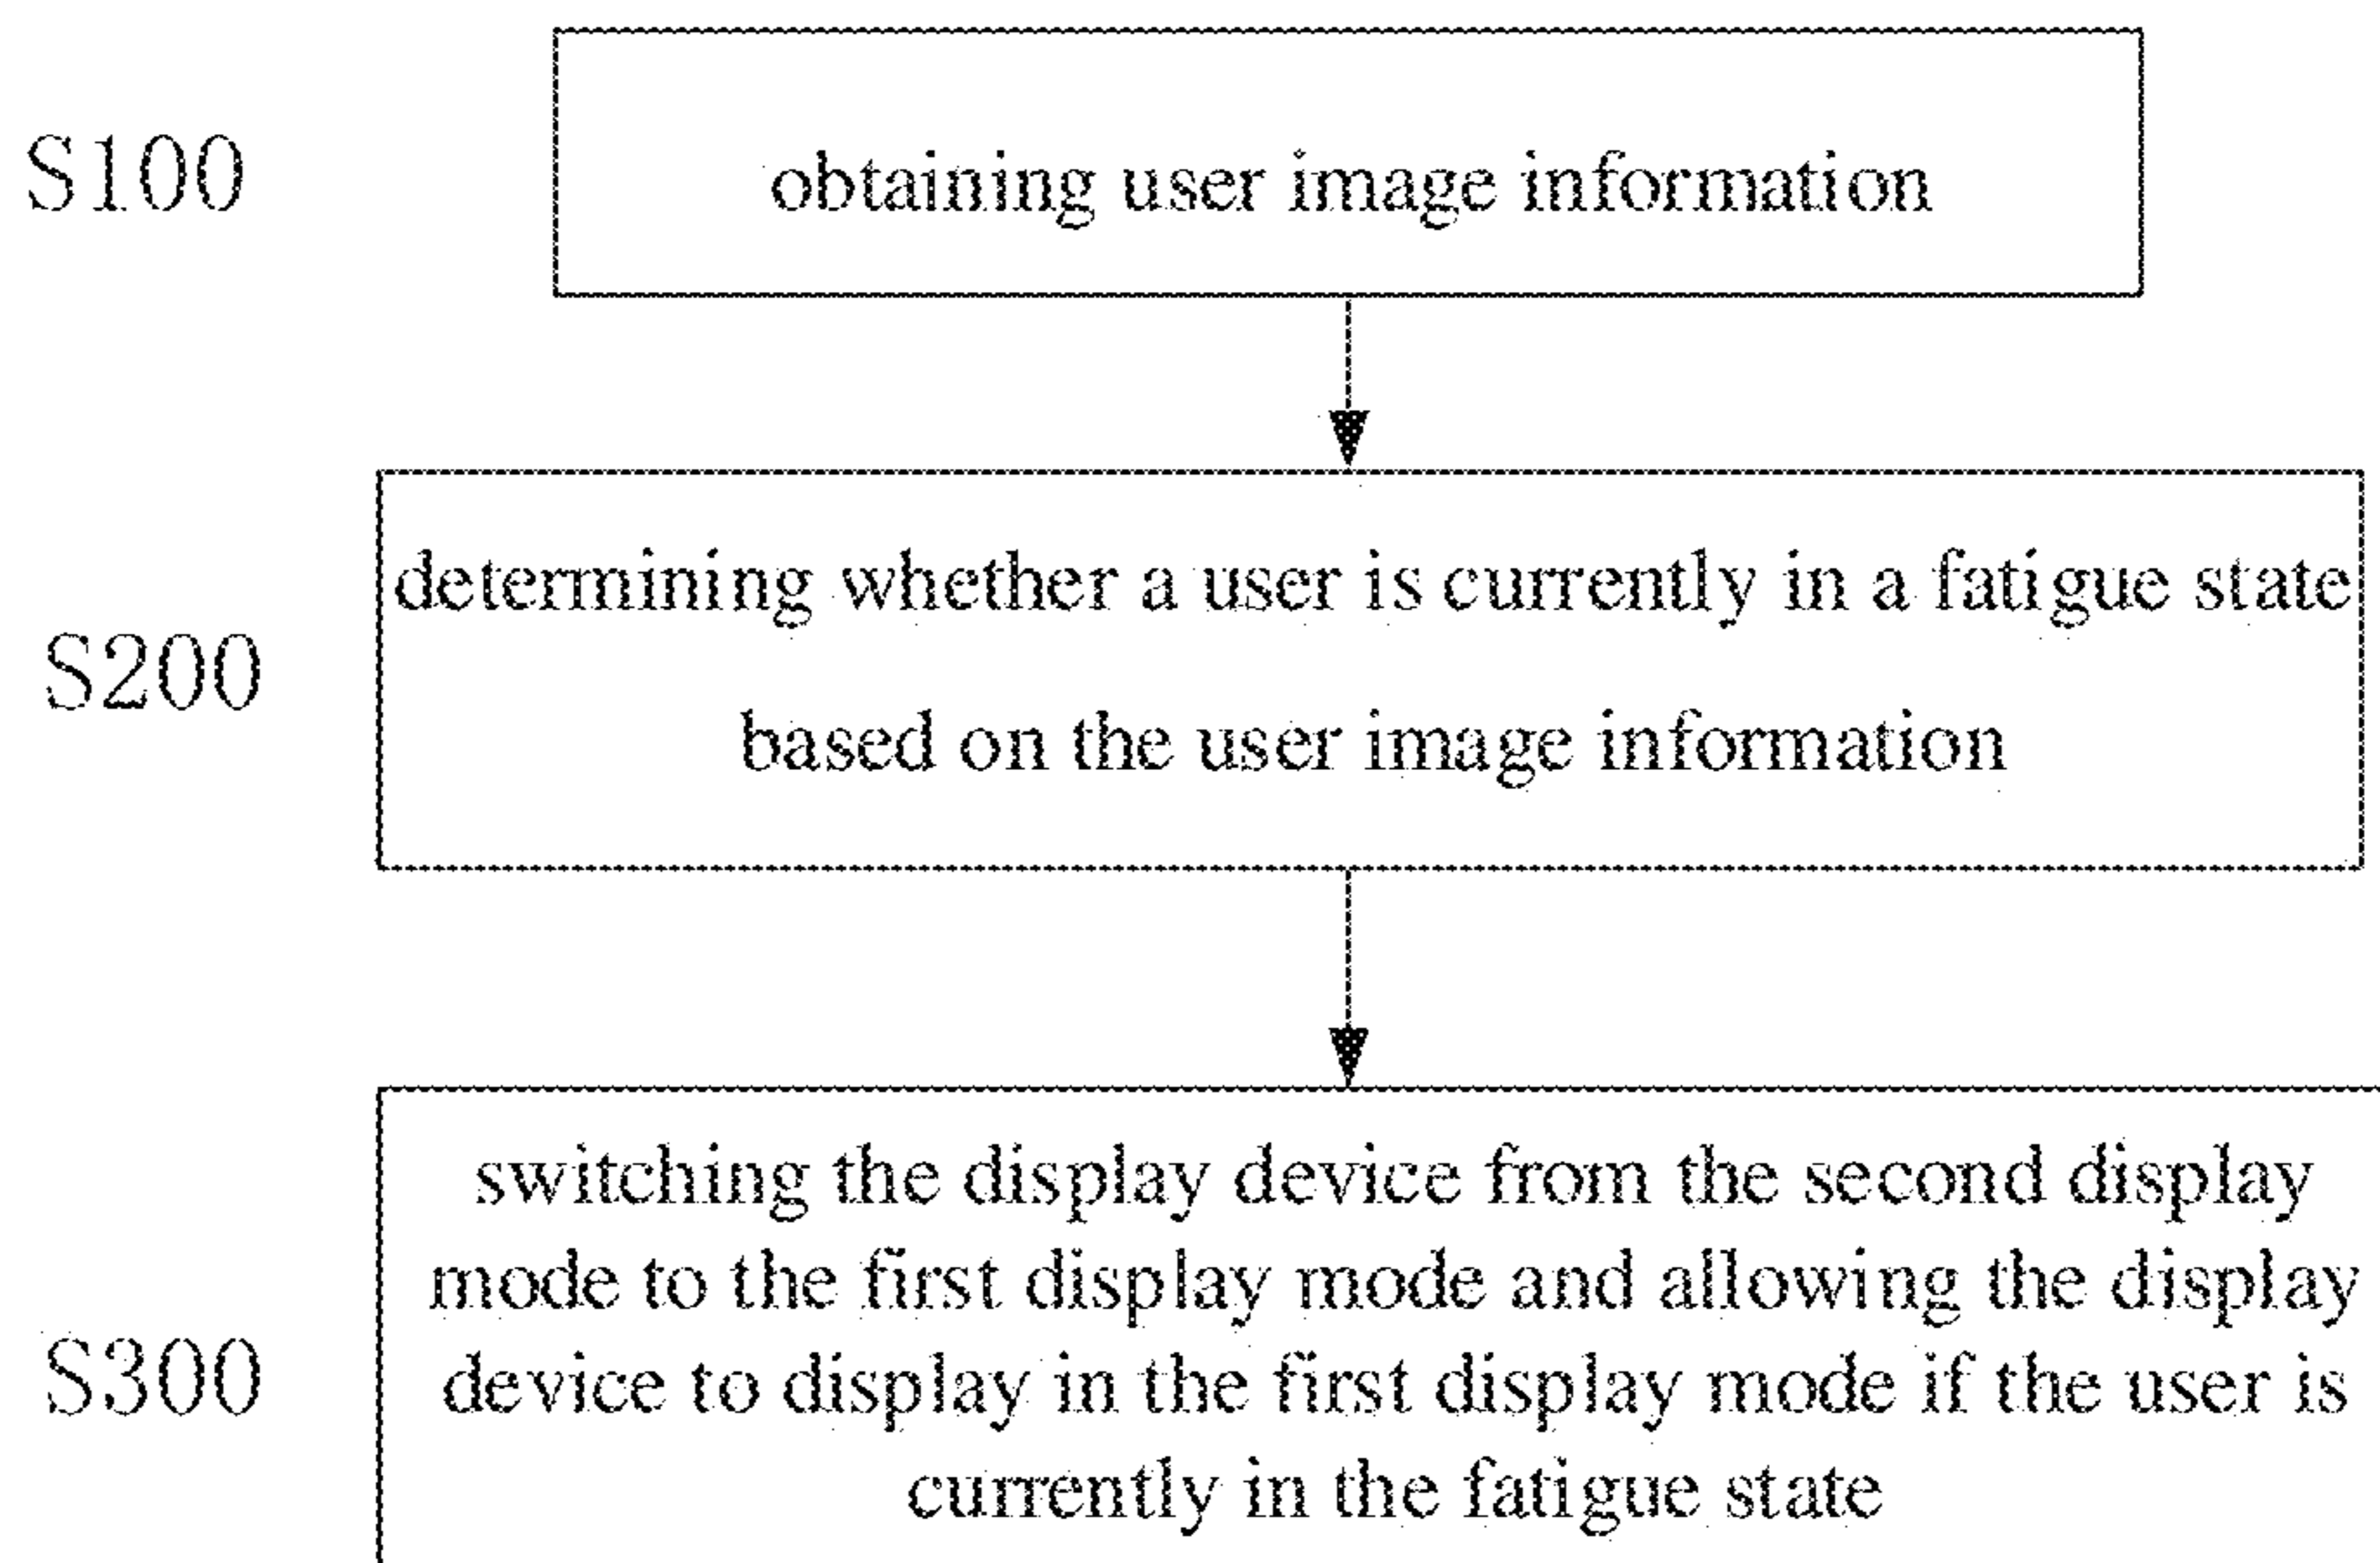 S100
obtaining user image information
S200
determining whether a user is currently in a fatigue state
based on the user image information
S300
switching the display device from the second display
mode to the first display mode and allowing the display
device to display in the first display mode if the user is
currently in the fatigue state